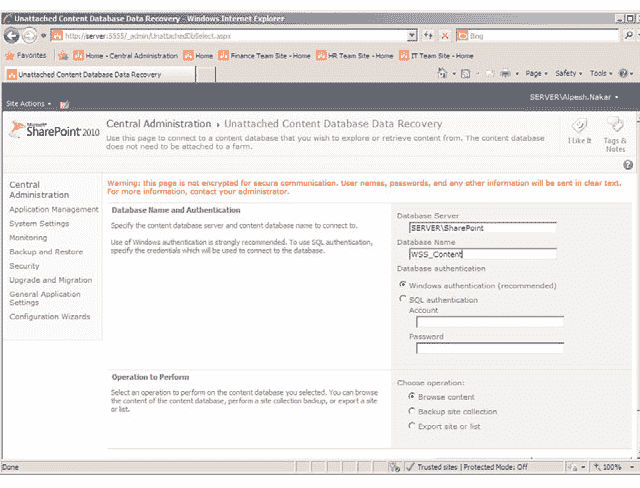 Unattached Content Database Data Recovery - Windows Internet Explorer
http://server:5555/_admin/UnattachedDbSelect.aspx
Bing
Favorites Home - Central Administration Home Finance Team Site - Home HR Team Site - Home IT Team Site - Home
Unattached Content Database Data Recovery
Page Safety Tools
SERVER\Alpesh.Nakar
Site Actions
Microsoft
SharePoint 2010
Central Administration Unattached Content Database Data Recovery
Use this page to connect to a content database that you wish to explore or retrieve content from. The content database
does not need to be attached to a farm.
I Like It
Tags &
Notes
Central
Administration
Application Management
System Settings
Monitoring
Backup and Restore
Security
Upgrade and Migration
General Application
Settings
Configuration Wizards
Warning: this page is not encrypted for secure communication. User names, passwords, and any other information will be sent in clear text.
For more information, contact your administrator.
Database Name and Authentication
Specify the content database server and content database name to connect to.
Use of Windows authentication is strongly recommended. To use SQL authentication,
specify the credentials which will be used to connect to the database.
Database Server
SERVER\SharePoint
Database Name
WSS_Content
Database authentication
Windows authentication (recommended)
SQL authentication
Account
Password
Operation to Perform
Select an operation to perform on the content database you selected. You can browse
the content of the content database, perform a site collection backup, or export a site
or list.
Choose operation:
Browse content
Backup site collection
Export site or list
Done
Trusted sites | Protected Mode: Off
100%